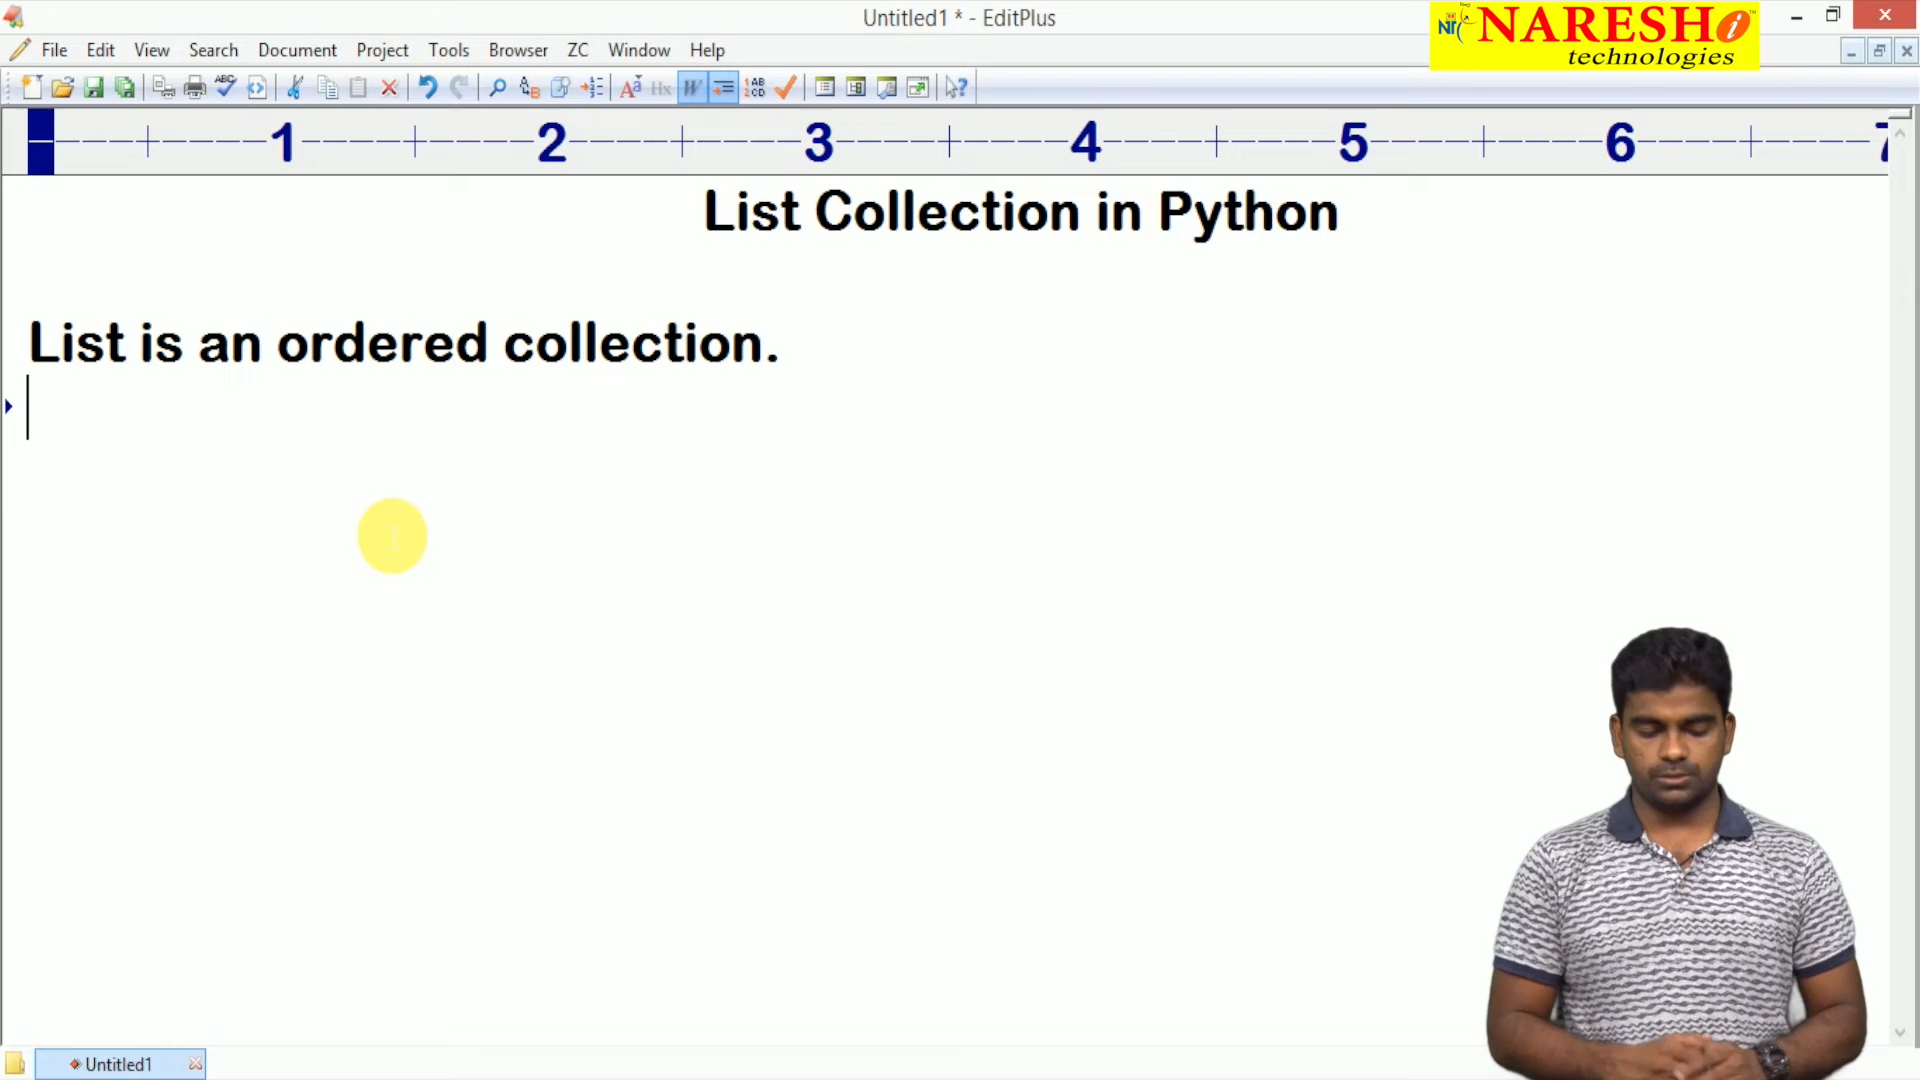 Untitled1 * - EditPlus
NARESH i
technologies
File Edit View Search Document Project Tools Browser ZC Window Help
1 2 3 4 5 6 7
List Collection in Python
List is an ordered collection.
Untitled1